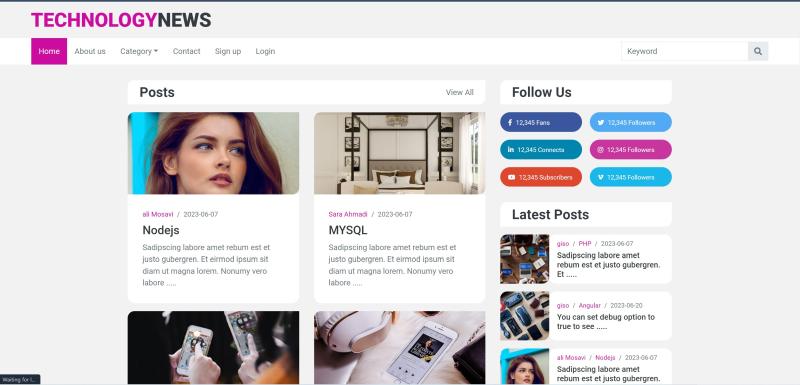 TECHNOLOGYNEWS
Home About us Category Contact Sign up Login
Keyword
Posts
View All
ali Mosavi / 2023-06-07
Nodejs
Sadipscing labore amet rebum est et
justo gubergren. Et eirmod ipsum sit
diam ut magna lorem. Nonumy vero
labore .....
Sara Ahmadi / 2023-06-07
MYSQL
Sadipscing labore amet rebum est et
justo gubergren. Et eirmod ipsum sit
diam ut magna lorem. Nonumy vero
labore .....
Follow Us
12,345 Fans
12,345 Followers
12,345 Connects
12,345 Followers
12,345 Subscribers
12,345 Followers
Latest Posts
giso / PHP / 2023-06-07
Sadipscing labore amet
rebum est et justo gubergren.
Et .....
giso / Angular / 2023-06-20
You can set debug option to
true to see .....
ali Mosavi / Nodejs / 2023-06-07
Sadipscing labore amet
rebum est et justo gubergren.
Waiting for l...